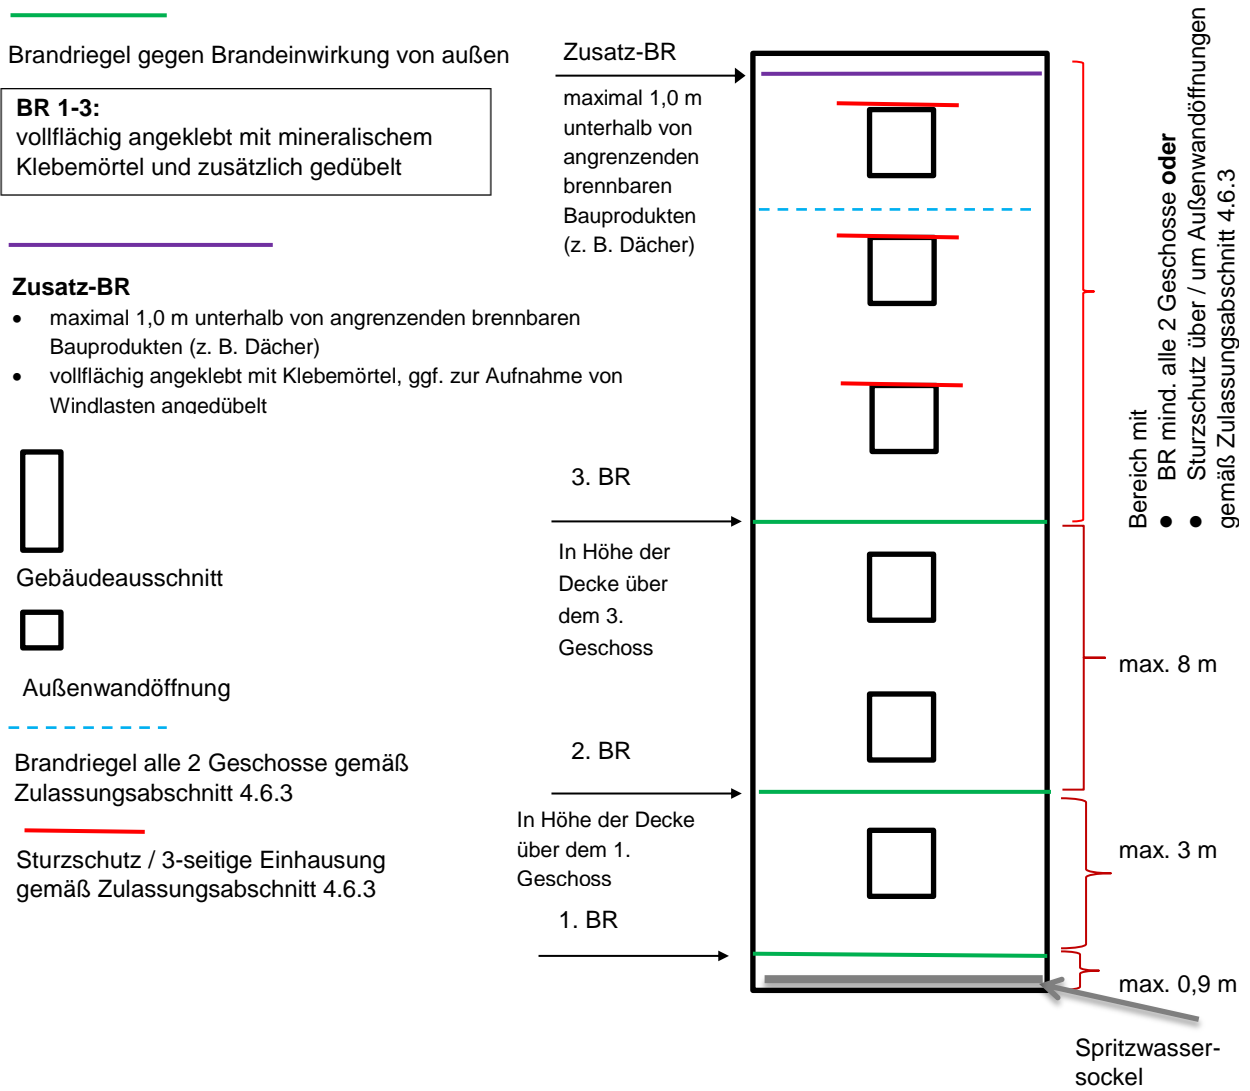 Brandriegel gegen Brandeinwirkung von außen
BR 1-3:
vollflächig angeklebt mit mineralischem
Klebemörtel und zusätzlich gedübelt
Zusatz-BR
• maximal 1,0 m unterhalb von angrenzenden brennbaren
Bauprodukten (z. B. Dächer)
• vollflächig angeklebt mit Klebemörtel, ggf. zur Aufnahme von
Windlasten angedübelt
Gebäudeausschnitt
Außenwandöffnung
Brandriegel alle 2 Geschosse gemäß
Zulassungsabschnitt 4.6.3
Sturzschutz / 3-seitige Einhausung
gemäß Zulassungsabschnitt 4.6.3
Zusatz-BR
maximal 1,0 m
unterhalb von
angrenzenden
brennbaren
Bauprodukten
(z. B. Dächer)
3. BR
In Höhe der
Decke über
dem 3.
Geschoss
2. BR
In Höhe der Decke
über dem 1.
Geschoss
1. BR
Bereich mit
● BR mind. alle 2 Geschosse oder
● Sturzschutz über / um Außenwandöffnungen
gemäß Zulassungsabschnitt 4.6.3
max. 8 m
max. 3 m
max. 0,9 m
Spritzwasser-
sockel